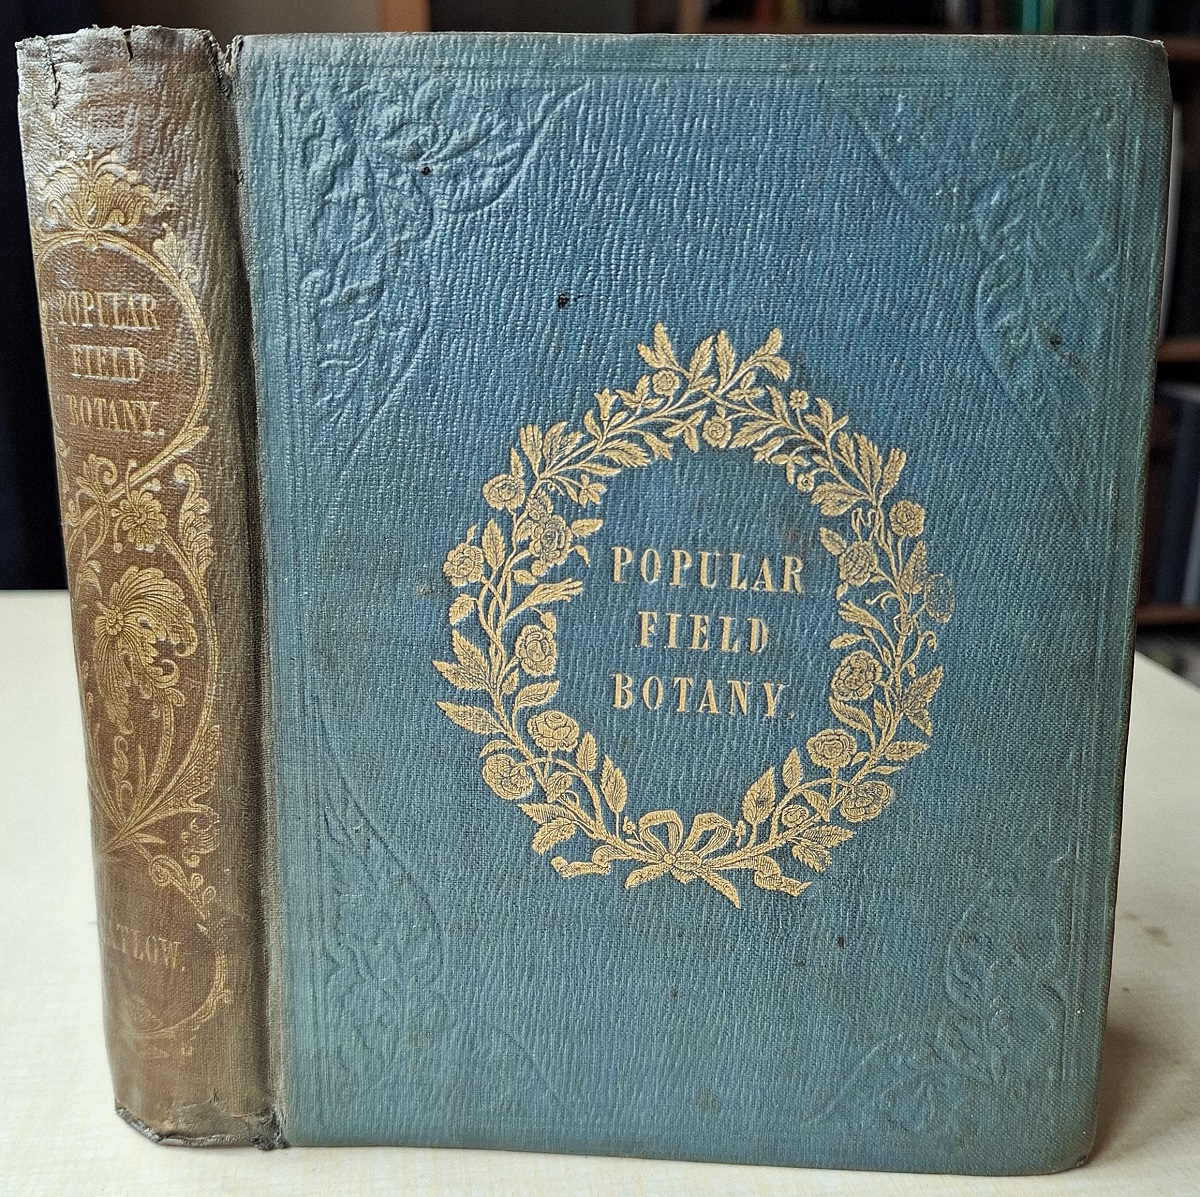 POPULAR
FIELD
BOTANY.
POPULAR
FIELD
BOTANY.